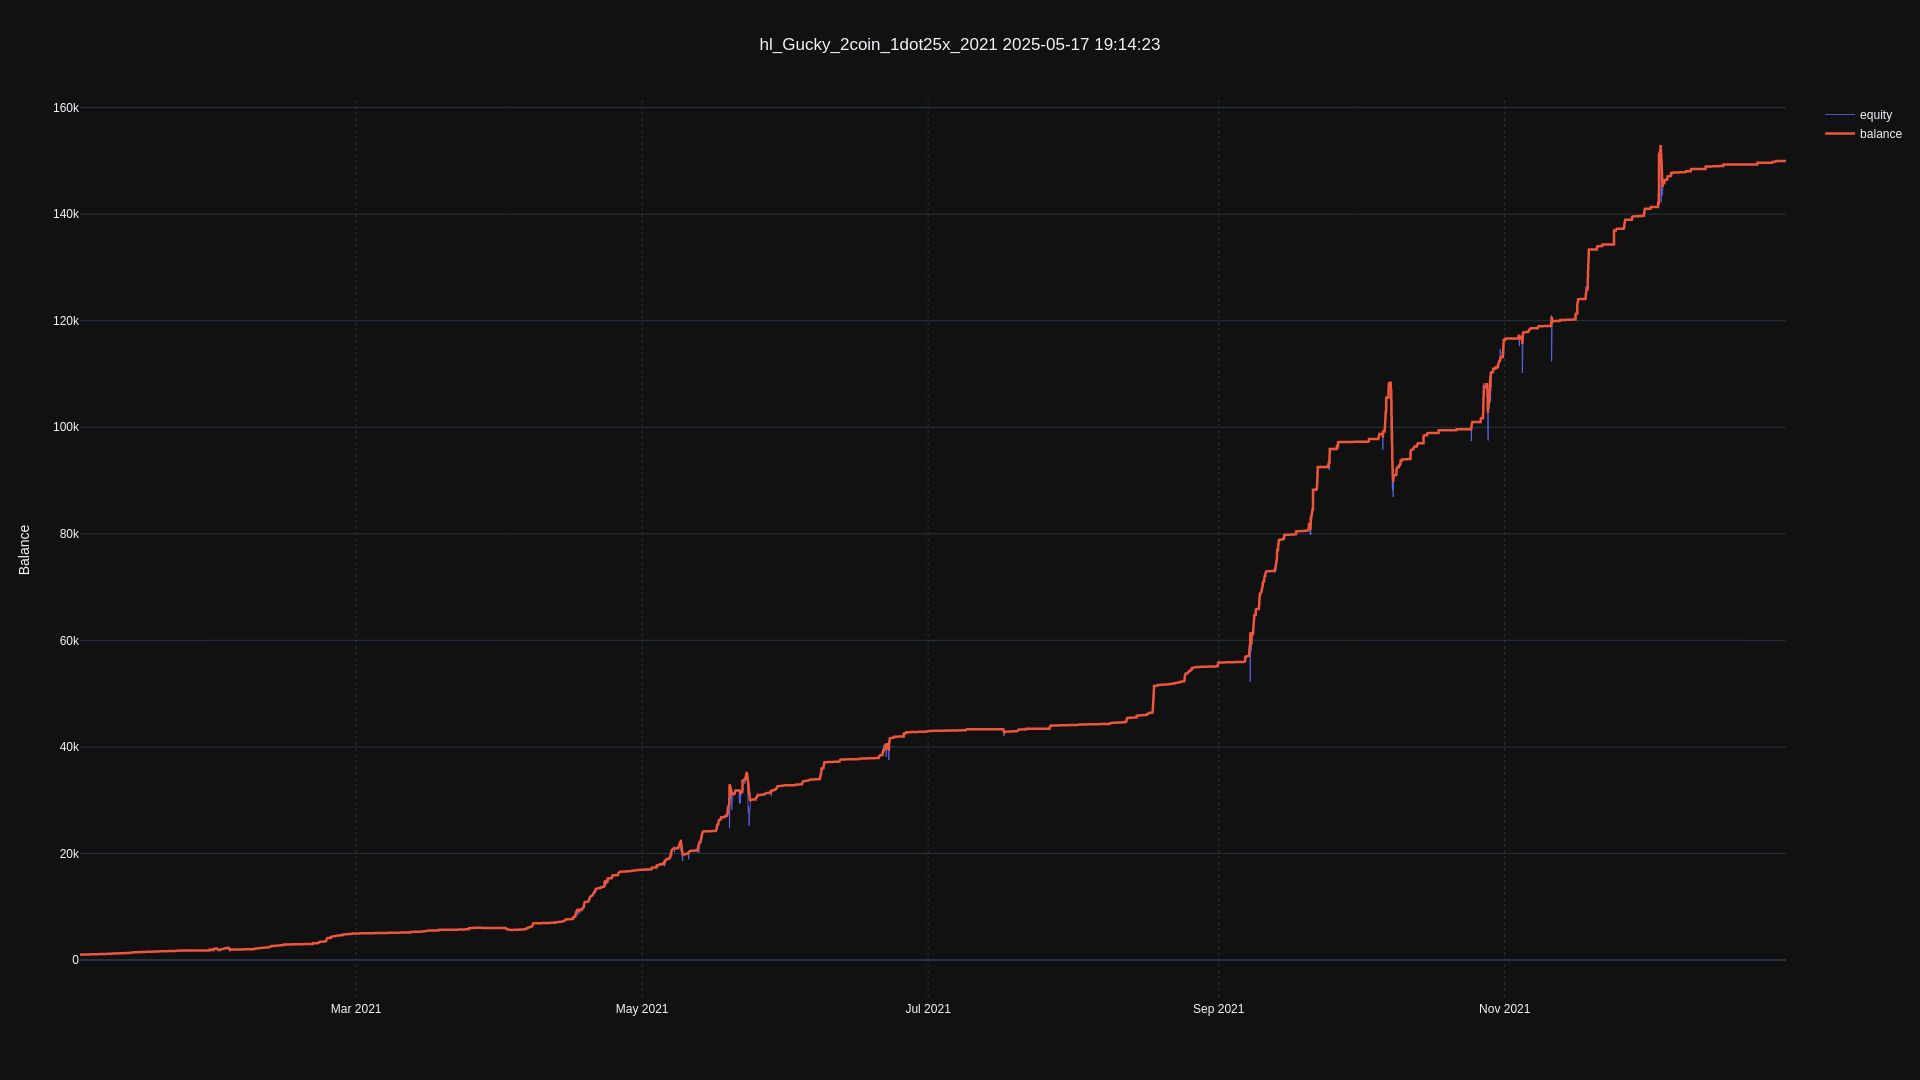 hl_Gucky_2coin_1dot25x_2021 2025-05-17 19:14:23
equity
balance
160k
140k
120k
100k
80k
60k
40k
20k
0
Balance
Mar 2021
May 2021
Jul 2021
Sep 2021
Nov 2021